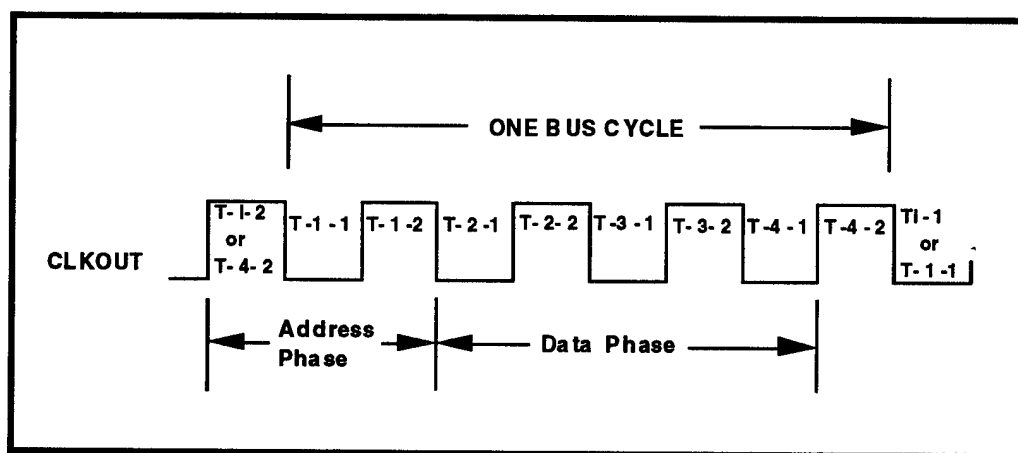 ONE BUS CYCLE
T-I-2
or
T-4-2
T-1-1
T-1-2
T-2-1
T-2-2
T-3-1
T-3-2
T-4-1
T-4-2
Ti-1
or
T-1-1
CLKOUT
Address
Phase
Data Phase